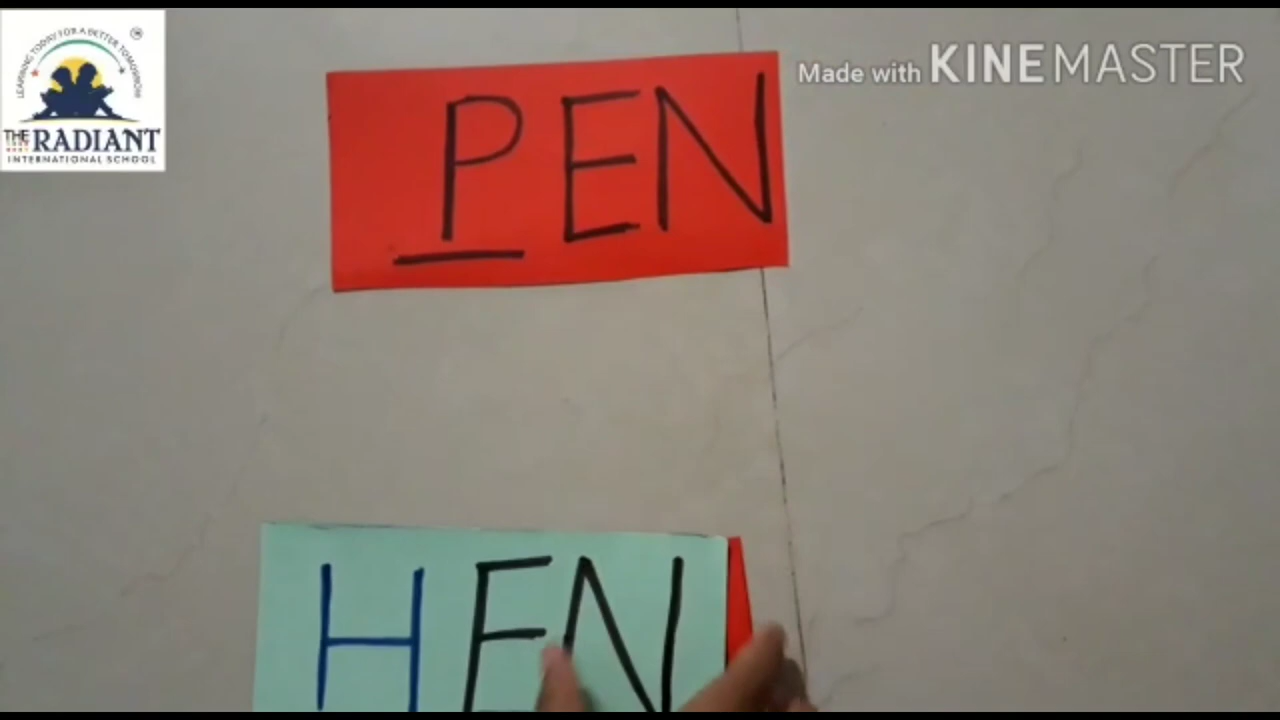 LEARNING TODAY FOR A BETTER TOMORROW
THE RADIANT
INTERNATIONAL SCHOOL
Made with KINEMASTER
PEN
HEN